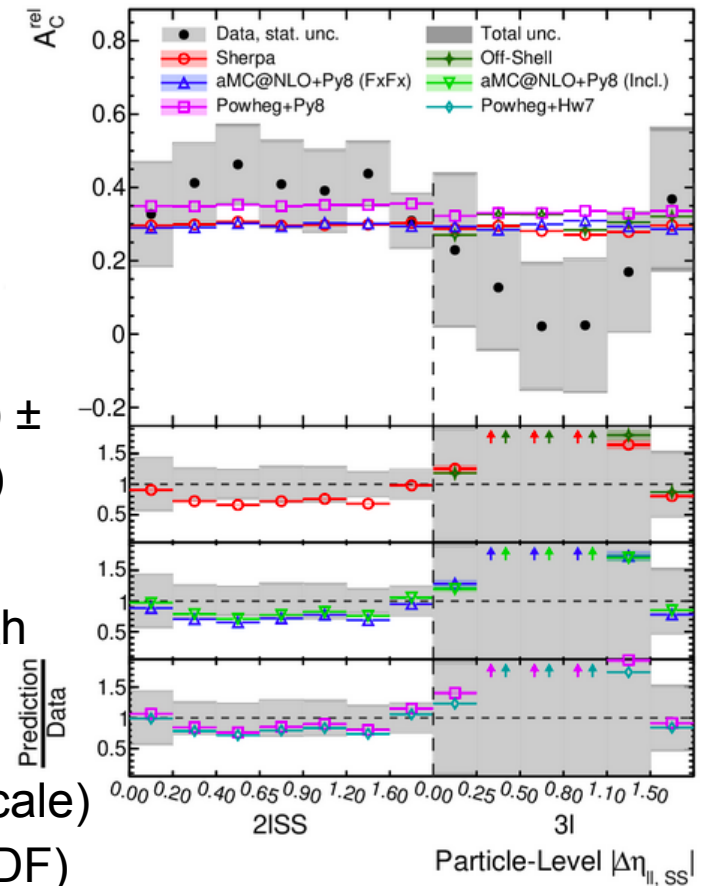 A_C^rel
0.8
0.6
0.4
0.2
0
−0.2
Data, stat. unc.
Total unc.
Sherpa
Off-Shell
aMC@NLO+Py8 (FxFx)
aMC@NLO+Py8 (Incl.)
Powheg+Py8
Powheg+Hw7
±
)
1.5
1
0.5
1.5
1
0.5
h
Prediction
Data
1.5
1
0.5
cale)
DF)
0.00 0.20 0.40 0.65 0.90 1.20 1.60 0.00 0.25 0.50 0.80 1.10 1.50
2lSS
3l
Particle-Level |Δη_ll, SS|